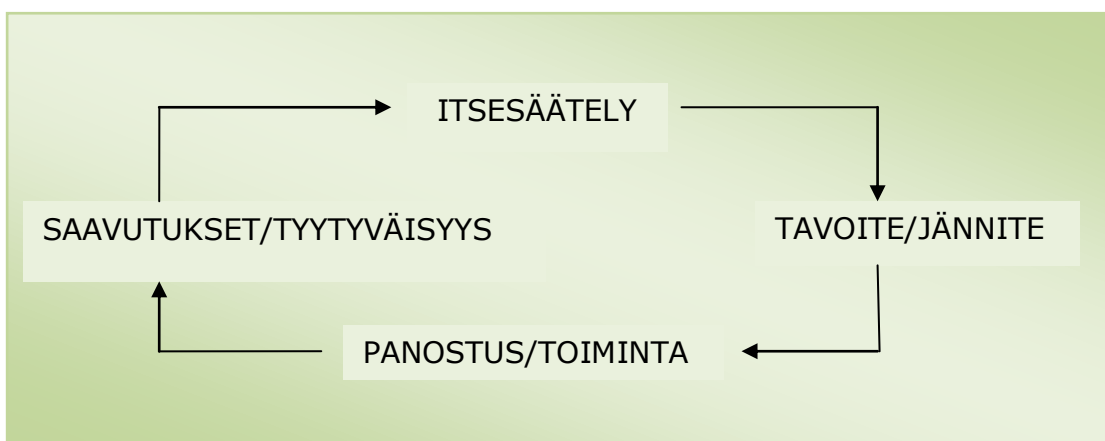 ITSESÄÄTELY
SAAVUTUKSET/TYYTYVÄISYYS
TAVOITE/JÄNNITE
PANOSTUS/TOIMINTA